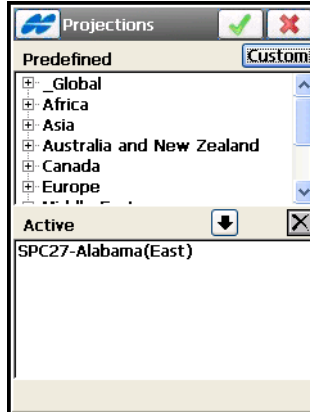 Projections
Predefined
Custom
_Global
Africa
Asia
Australia and New Zealand
Canada
Europe
Active
SPC27-Alabama(East)